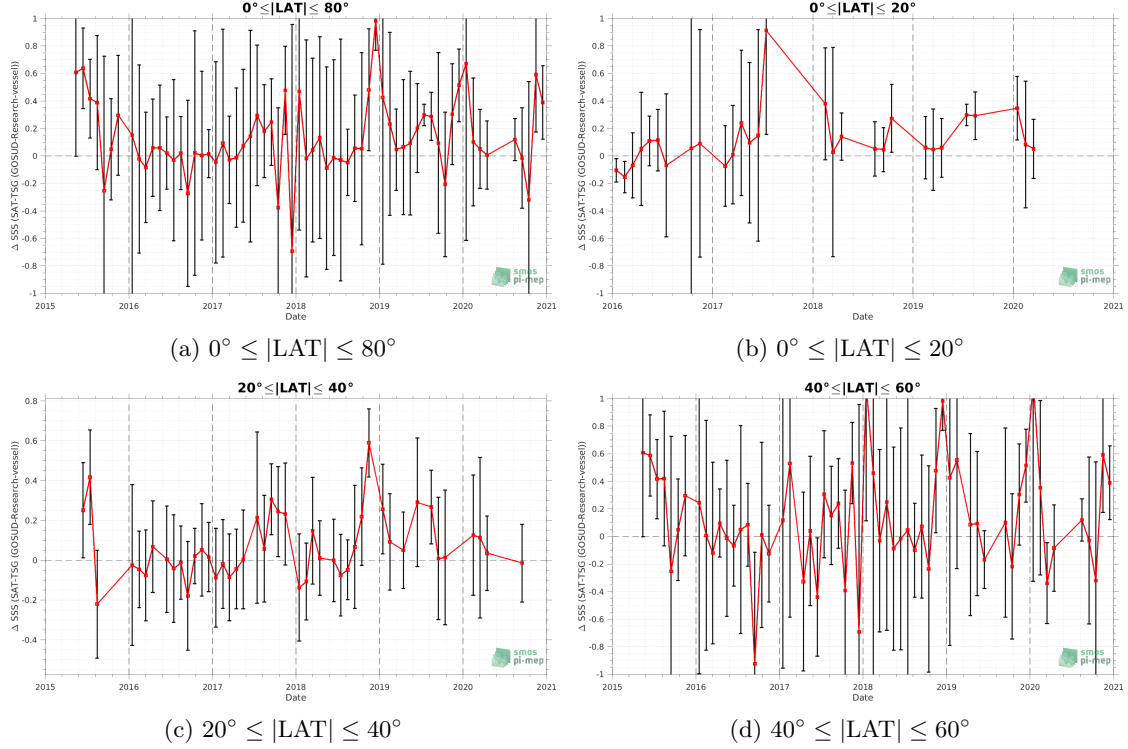 0°≤|LAT|≤ 80°
Δ SSS (SAT-TSG (GOSUD-Research-vessel))
1
0.8
0.6
0.4
0.2
0
-0.2
-0.4
-0.6
-0.8
-1
2015 2016 2017 2018 2019 2020 2021
Date
smos
pi-mep
(a) 0° ≤ |LAT| ≤ 80°
0°≤|LAT|≤ 20°
Δ SSS (SAT-TSG (GOSUD-Research-vessel))
1
0.8
0.6
0.4
0.2
0
-0.2
-0.4
-0.6
-0.8
-1
2016 2017 2018 2019 2020 2021
Date
smos
pi-mep
(b) 0° ≤ |LAT| ≤ 20°
20°≤|LAT|≤ 40°
Δ SSS (SAT-TSG (GOSUD-Research-vessel))
0.8
0.6
0.4
0.2
0
-0.2
-0.4
2015 2016 2017 2018 2019 2020 2021
Date
smos
pi-mep
(c) 20° ≤ |LAT| ≤ 40°
40°≤|LAT|≤ 60°
Δ SSS (SAT-TSG (GOSUD-Research-vessel))
1
0.8
0.6
0.4
0.2
0
-0.2
-0.4
-0.6
-0.8
-1
2015 2016 2017 2018 2019 2020 2021
Date
smos
pi-mep
(d) 40° ≤ |LAT| ≤ 60°